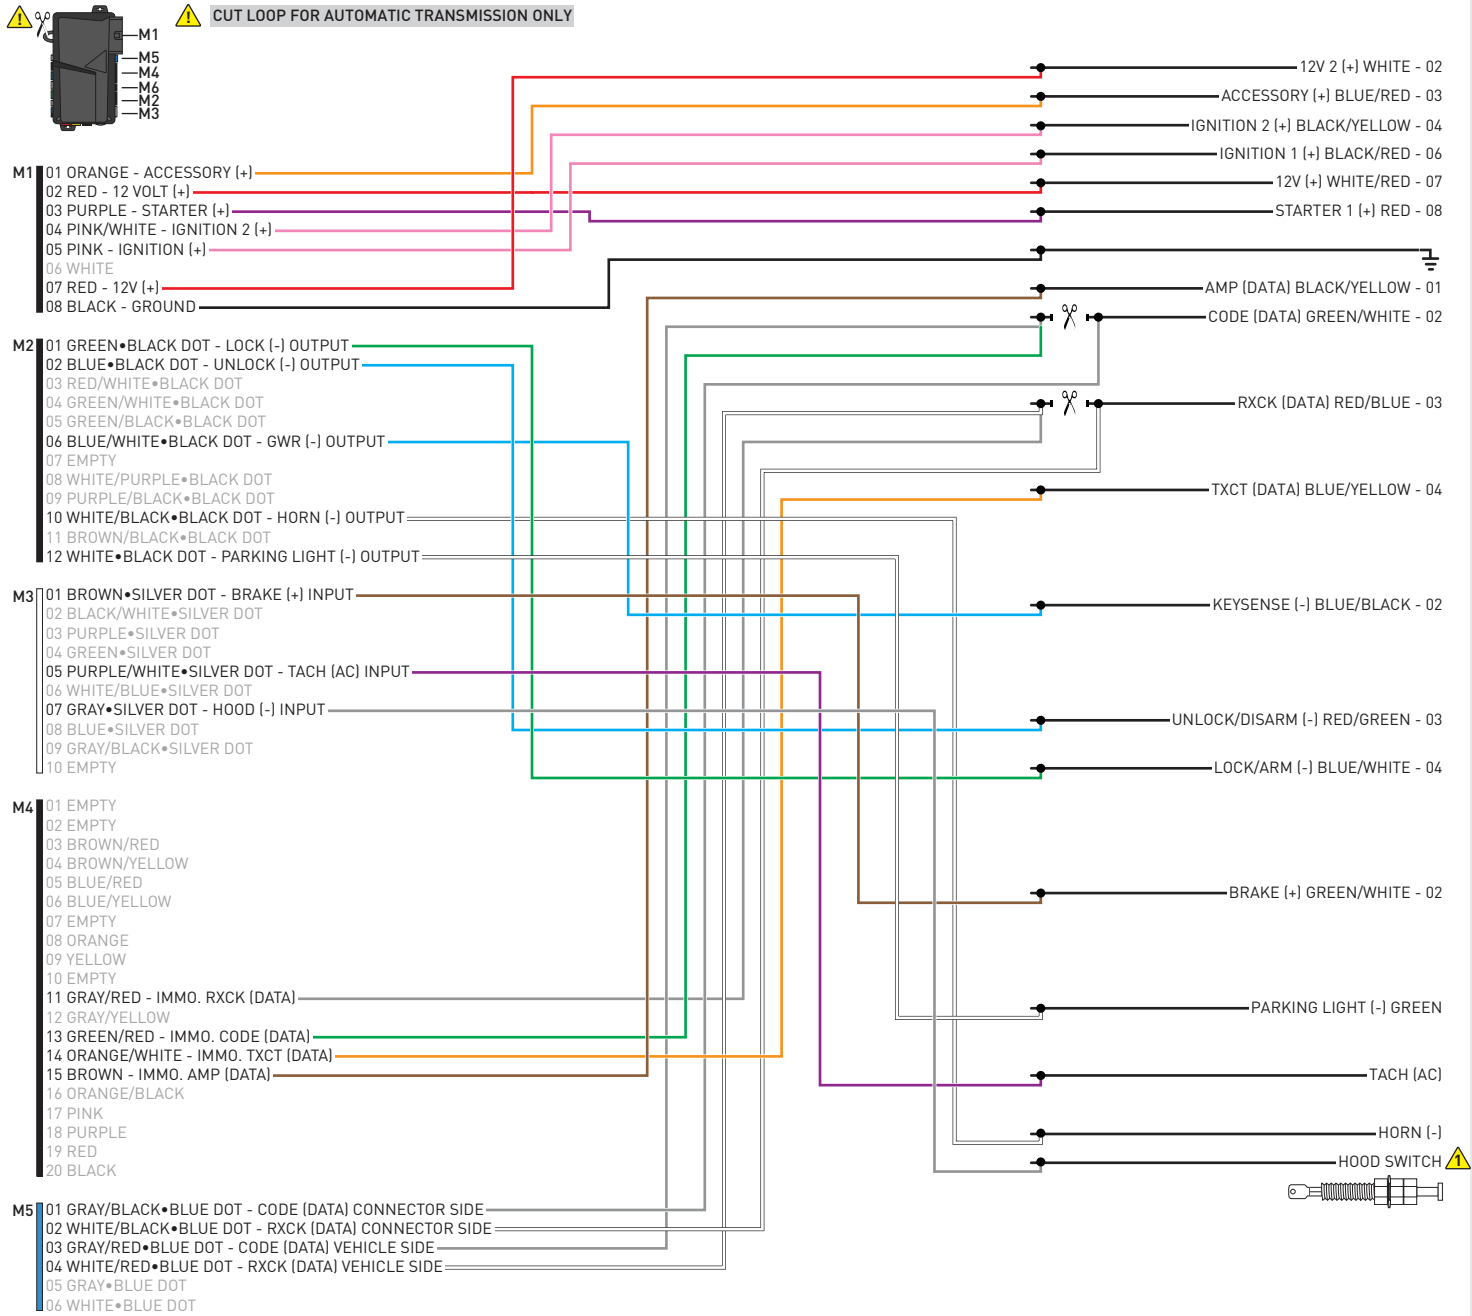 CUT LOOP FOR AUTOMATIC TRANSMISSION ONLY
M1
M5
M4
M6
M2
M3
M1
01 ORANGE - ACCESSORY (+)
02 RED - 12 VOLT (+)
03 PURPLE - STARTER (+)
04 PINK/WHITE - IGNITION 2 (+)
05 PINK - IGNITION (+)
06 WHITE
07 RED - 12V (+)
08 BLACK - GROUND
M2
01 GREEN•BLACK DOT - LOCK (-) OUTPUT
02 BLUE•BLACK DOT - UNLOCK (-) OUTPUT
03 RED/WHITE•BLACK DOT
04 GREEN/WHITE•BLACK DOT
05 GREEN/BLACK•BLACK DOT
06 BLUE/WHITE•BLACK DOT - GWR (-) OUTPUT
07 EMPTY
08 WHITE/PURPLE•BLACK DOT
09 PURPLE/BLACK•BLACK DOT
10 WHITE/BLACK•BLACK DOT - HORN (-) OUTPUT
11 BROWN/BLACK•BLACK DOT
12 WHITE•BLACK DOT - PARKING LIGHT (-) OUTPUT
M3
01 BROWN•SILVER DOT - BRAKE (+) INPUT
02 BLACK/WHITE•SILVER DOT
03 PURPLE•SILVER DOT
04 GREEN•SILVER DOT
05 PURPLE/WHITE•SILVER DOT - TACH (AC) INPUT
06 WHITE/BLUE•SILVER DOT
07 GRAY•SILVER DOT - HOOD (-) INPUT
08 BLUE•SILVER DOT
09 GRAY/BLACK•SILVER DOT
10 EMPTY
M4
01 EMPTY
02 EMPTY
03 BROWN/RED
04 BROWN/YELLOW
05 BLUE/RED
06 BLUE/YELLOW
07 EMPTY
08 ORANGE
09 YELLOW
10 EMPTY
11 GRAY/RED - IMMO. RXCK (DATA)
12 GRAY/YELLOW
13 GREEN/RED - IMMO. CODE (DATA)
14 ORANGE/WHITE - IMMO. TXCT (DATA)
15 BROWN - IMMO. AMP (DATA)
16 ORANGE/BLACK
17 PINK
18 PURPLE
19 RED
20 BLACK
M5
01 GRAY/BLACK•BLUE DOT - CODE (DATA) CONNECTOR SIDE
02 WHITE/BLACK•BLUE DOT - RXCK (DATA) CONNECTOR SIDE
03 GRAY/RED•BLUE DOT - CODE (DATA) VEHICLE SIDE
04 WHITE/RED•BLUE DOT - RXCK (DATA) VEHICLE SIDE
05 GRAY•BLUE DOT
06 WHITE•BLUE DOT
12V 2 (+) WHITE - 02
ACCESSORY (+) BLUE/RED - 03
IGNITION 2 (+) BLACK/YELLOW - 04
IGNITION 1 (+) BLACK/RED - 06
12V (+) WHITE/RED - 07
STARTER 1 (+) RED - 08
AMP (DATA) BLACK/YELLOW - 01
CODE (DATA) GREEN/WHITE - 02
RXCK (DATA) RED/BLUE - 03
TXCT (DATA) BLUE/YELLOW - 04
KEYSENSE (-) BLUE/BLACK - 02
UNLOCK/DISARM (-) RED/GREEN - 03
LOCK/ARM (-) BLUE/WHITE - 04
BRAKE (+) GREEN/WHITE - 02
PARKING LIGHT (-) GREEN
TACH (AC)
HORN (-)
HOOD SWITCH 1